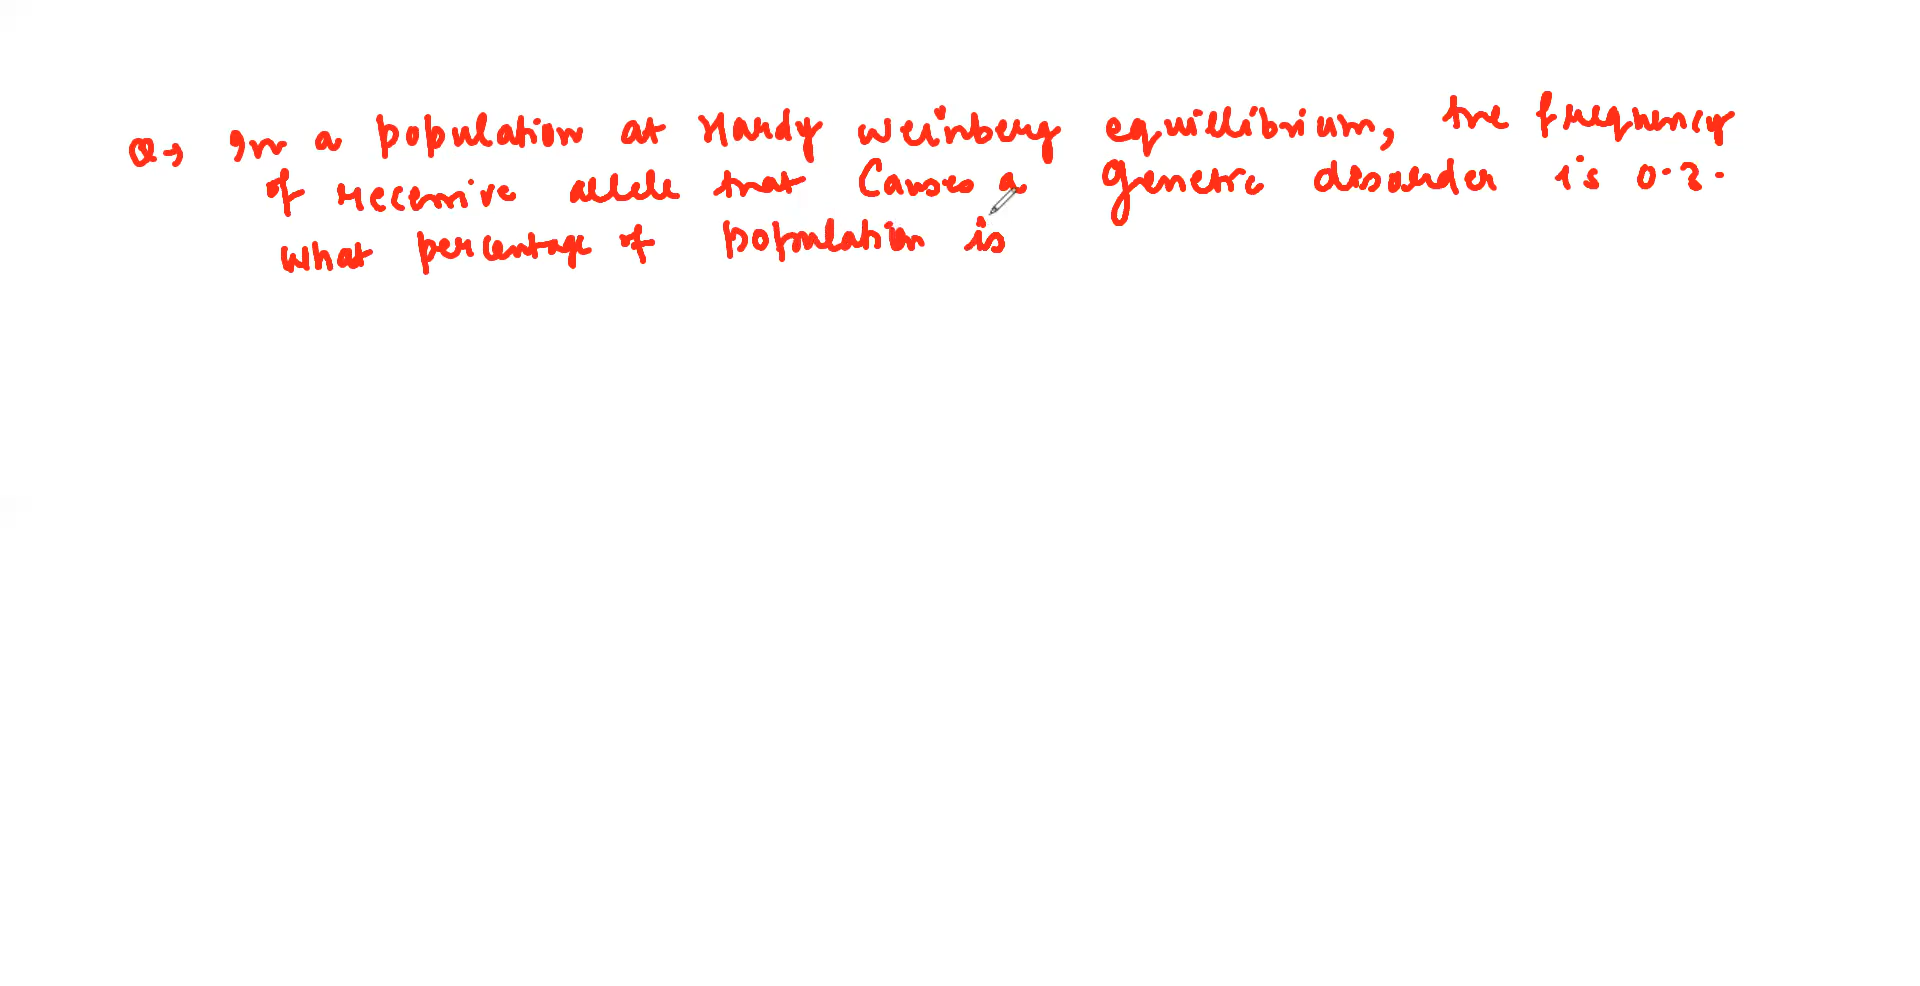 Q→ In a population at Hardy weinberg equillibrium, the frequency
of recessive allele that Causes a genetic disorder is 0.2.
what percentage of population is